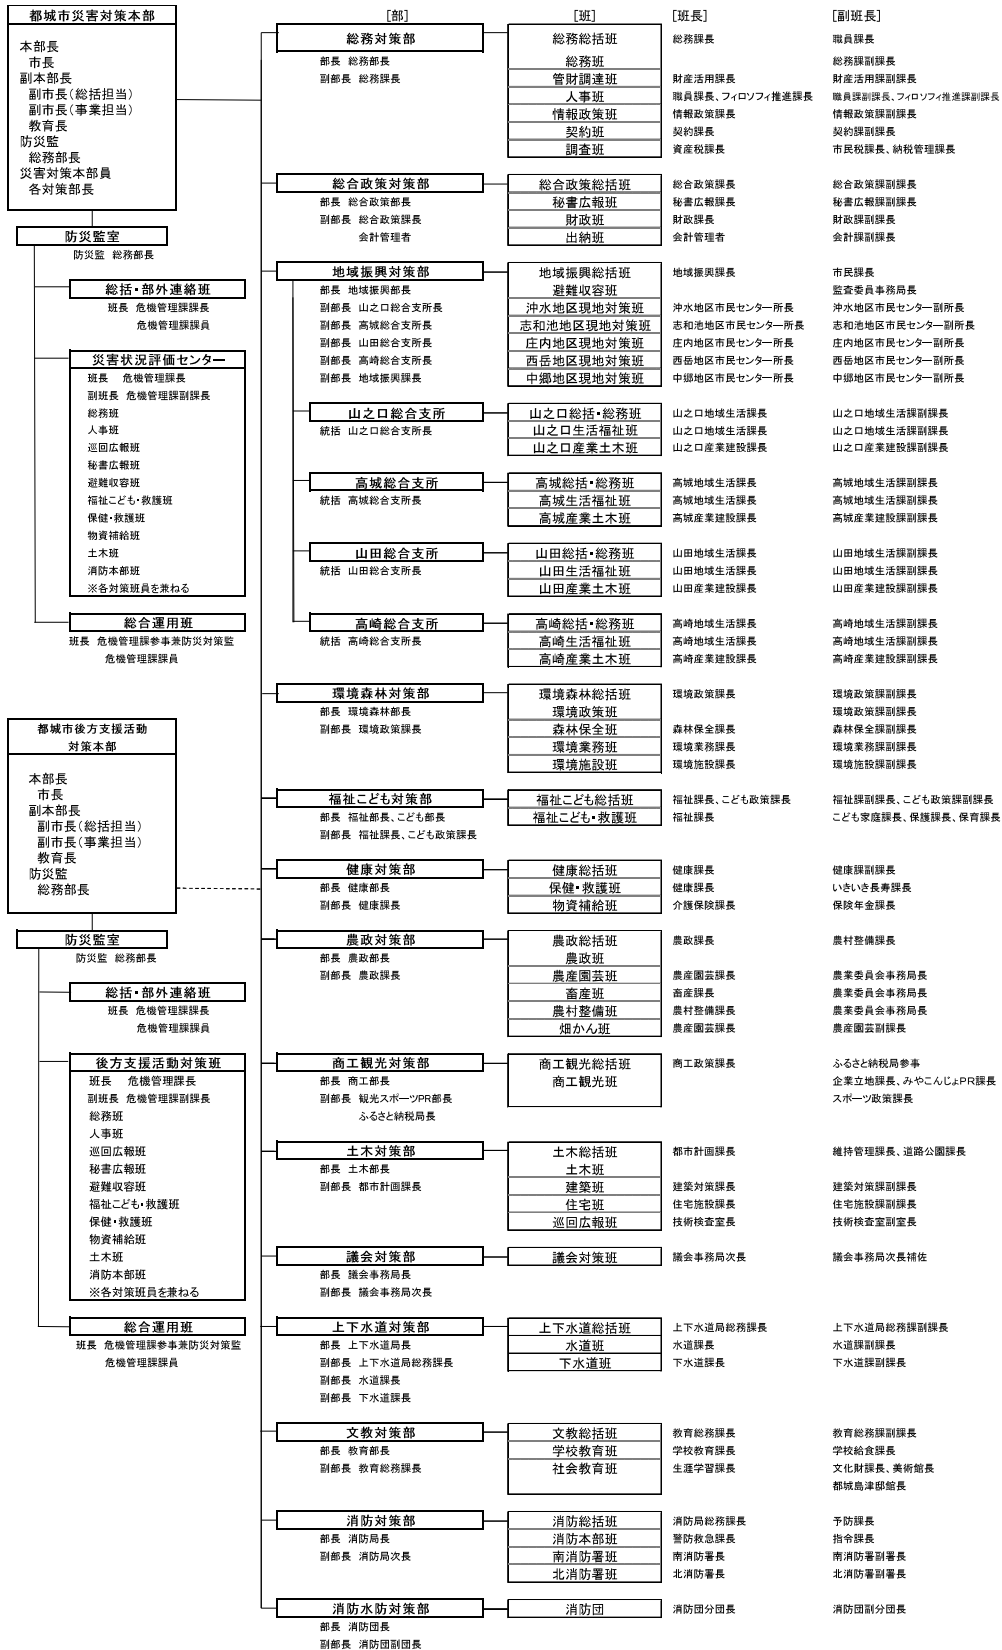 都城市災害対策本部
本部長
市長
副本部長
副市長(総括担当)
副市長(事業担当)
教育長
防災監
総務部長
災害対策本部員
各対策部長
防災監室
防災監 総務部長
総括・部外連絡班
班長 危機管理課課長
危機管理課課員
災害状況評価センター
班長 危機管理課長
副班長 危機管理課副課長
総務班
人事班
巡回広報班
秘書広報班
避難収容班
福祉こども・救護班
保健・救護班
物資補給班
土木班
消防本部班
※各対策班員を兼ねる
総合運用班
班長 危機管理課参事兼防災対策監
危機管理課課員
都城市後方支援活動
対策本部
本部長
市長
副本部長
副市長(総括担当)
副市長(事業担当)
教育長
防災監
総務部長
防災監室
防災監 総務部長
総括・部外連絡班
班長 危機管理課課長
危機管理課課員
後方支援活動対策班
班長 危機管理課長
副班長 危機管理課副課長
総務班
人事班
巡回広報班
秘書広報班
避難収容班
福祉こども・救護班
保健・救護班
物資補給班
土木班
消防本部班
※各対策班員を兼ねる
総合運用班
班長 危機管理課参事兼防災対策監
危機管理課課員
[部] [班] [班長] [副班長]
総務対策部 総務総括班 総務課長 職員課長
部長 総務部長 総務班 総務課副課長
副部長 総務課長 管財調達班 財産活用課長 財産活用課副課長
人事班 職員課長、フィロソフィ推進課長 職員課副課長、フィロソフィ推進課副課長
情報政策班 情報政策課長 情報政策課副課長
契約班 契約課長 契約課副課長
調査班 資産税課長 市民税課長、納税管理課長
総合政策対策部 総合政策総括班 総合政策課長 総合政策課副課長
部長 総合政策部長 秘書広報班 秘書広報課長 秘書広報課副課長
副部長 総合政策課長 財政班 財政課長 財政課副課長
会計管理者 出納班 会計管理者 会計課副課長
地域振興対策部 地域振興総括班 地域振興課長 市民課長
部長 地域振興部長 避難収容班 監査委員事務局長
副部長 山之口総合支所長 沖水地区現地対策班 沖水地区市民センター所長 沖水地区市民センター副所長
副部長 高城総合支所長 志和池地区現地対策班 志和池地区市民センター所長 志和池地区市民センター副所長
副部長 山田総合支所長 庄内地区現地対策班 庄内地区市民センター所長 庄内地区市民センター副所長
副部長 高崎総合支所長 西岳地区現地対策班 西岳地区市民センター所長 西岳地区市民センター副所長
副部長 地域振興課長 中郷地区現地対策班 中郷地区市民センター所長 中郷地区市民センター副所長
山之口総合支所 山之口総括・総務班 山之口地域生活課長 山之口地域生活課副課長
統括 山之口総合支所長 山之口生活福祉班 山之口地域生活課長 山之口地域生活課副課長
山之口産業土木班 山之口産業建設課長 山之口産業建設課副課長
高城総合支所 高城総括・総務班 高城地域生活課長 高城地域生活課副課長
統括 高城総合支所長 高城生活福祉班 高城地域生活課長 高城地域生活課副課長
高城産業土木班 高城産業建設課長 高城産業建設課副課長
山田総合支所 山田総括・総務班 山田地域生活課長 山田地域生活課副課長
統括 山田総合支所長 山田生活福祉班 山田地域生活課長 山田地域生活課副課長
山田産業土木班 山田産業建設課長 山田産業建設課副課長
高崎総合支所 高崎総括・総務班 高崎地域生活課長 高崎地域生活課副課長
統括 高崎総合支所長 高崎生活福祉班 高崎地域生活課長 高崎地域生活課副課長
高崎産業土木班 高崎産業建設課長 高崎産業建設課副課長
環境森林対策部 環境森林総括班 環境政策課長 環境政策課副課長
部長 環境森林部長 環境政策班 環境政策課副課長
副部長 環境政策課長 森林保全班 森林保全課長 森林保全課副課長
環境業務班 環境業務課長 環境業務課副課長
環境施設班 環境施設課長 環境施設課副課長
福祉こども対策部 福祉こども総括班 福祉課長、こども政策課長 福祉課副課長、こども政策課副課長
部長 福祉部長、こども部長 福祉こども・救護班 福祉課長 こども家庭課長、保護課長、保育課長
副部長 福祉課長、こども政策課長
健康対策部 健康総括班 健康課長 健康課副課長
部長 健康部長 保健・救護班 健康課長 いきいき長寿課長
副部長 健康課長 物資補給班 介護保険課長 保険年金課長
農政対策部 農政総括班 農政課長 農村整備課長
部長 農政部長 農政班
副部長 農政課長 農産園芸班 農産園芸課長 農業委員会事務局長
畜産班 畜産課長 農業委員会事務局長
農村整備班 農村整備課長 農業委員会事務局長
畑かん班 農産園芸課長 農産園芸副課長
商工観光対策部 商工観光総括班 商工政策課長 ふるさと納税局参事
部長 商工部長 商工観光班 企業立地課長、みやこんじょPR課長
副部長 観光スポーツPR部長 スポーツ政策課長
ふるさと納税局長
土木対策部 土木総括班 都市計画課長 維持管理課長、道路公園課長
部長 土木部長 土木班
副部長 都市計画課長 建築班 建築対策課長 建築対策課副課長
住宅班 住宅施設課長 住宅施設課副課長
巡回広報班 技術検査室長 技術検査室副室長
議会対策部 議会対策班 議会事務局次長 議会事務局次長補佐
部長 議会事務局長
副部長 議会事務局次長
上下水道対策部 上下水道総括班 上下水道局総務課長 上下水道局総務課副課長
部長 上下水道局長 水道班 水道課長 水道課副課長
副部長 上下水道局総務課長 下水道班 下水道課長 下水道課副課長
副部長 水道課長
副部長 下水道課長
文教対策部 文教総括班 教育総務課長 教育総務課副課長
部長 教育部長 学校教育班 学校教育課長 学校給食課長
副部長 教育総務課長 社会教育班 生涯学習課長 文化財課長、美術館長
都城島津邸館長
消防対策部 消防総括班 消防局総務課長 予防課長
部長 消防局長 消防本部班 警防救急課長 指令課長
副部長 消防局次長 南消防署班 南消防署長 南消防署副署長
北消防署班 北消防署長 北消防署副署長
消防水防対策部 消防団 消防団分団長 消防団副分団長
部長 消防団長
副部長 消防団副団長